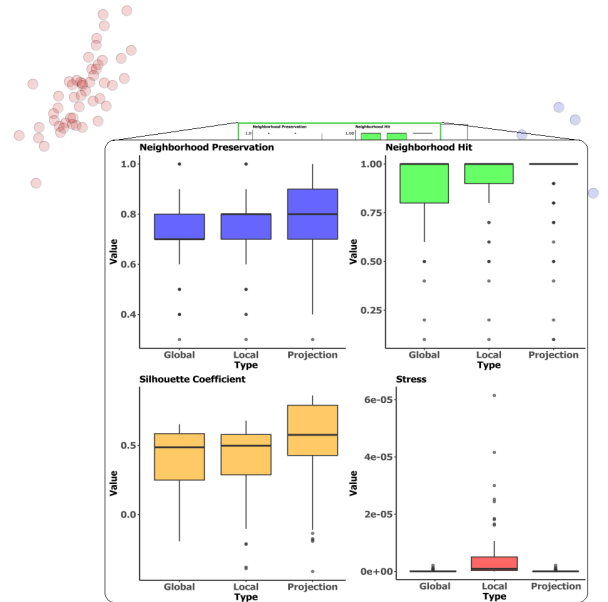 Neighborhood Preservation Neighborhood Hit
1.0 1.00
Neighborhood Preservation
Value
1.0
0.8
0.6
0.4
Global Local Projection
Type
Neighborhood Hit
Value
1.00
0.75
0.50
0.25
Global Local Projection
Type
Silhouette Coefficient
Value
0.5
0.0
Global Local Projection
Type
Stress
Value
6e-05
2e-05
0e+00
Global Local Projection
Type